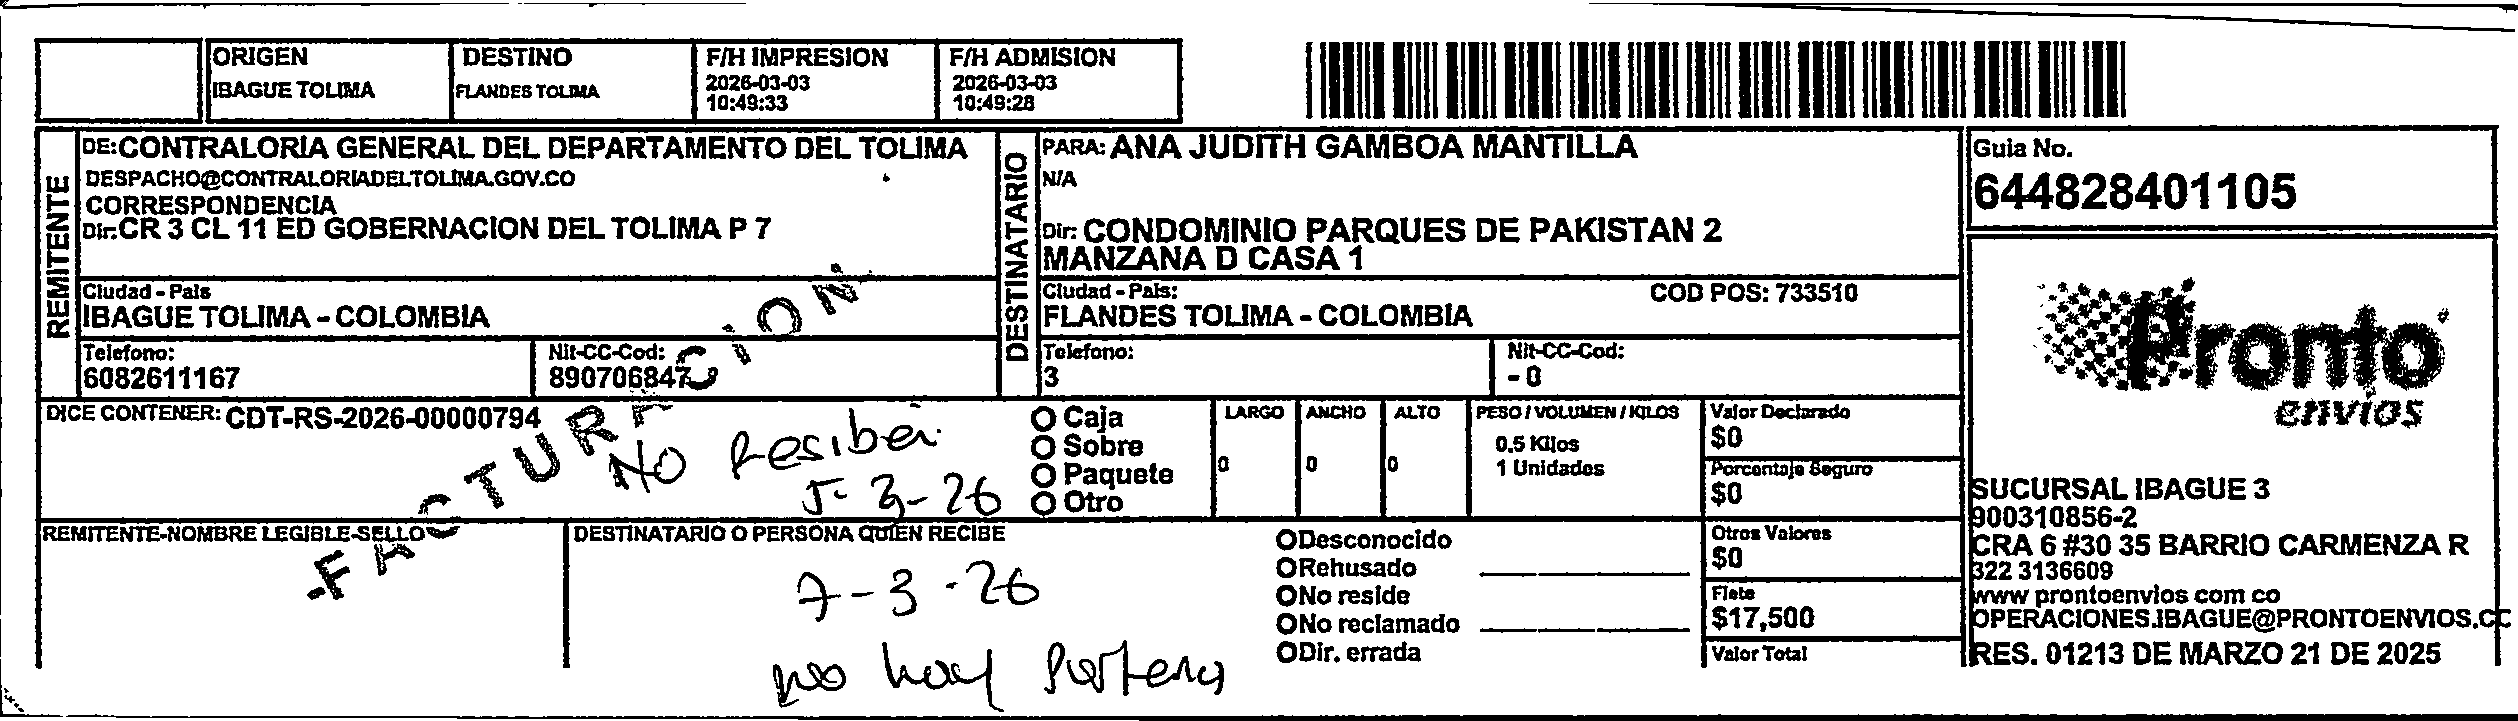 ORIGEN
IBAGUE TOLIMA
DESTINO
FLANDES TOLIMA
F/H IMPRESION
2026-03-03
10:49:33
F/H ADMISION
2026-03-03
10:49:28
REMITENTE
DE: CONTRALORIA GENERAL DEL DEPARTAMENTO DEL TOLIMA
DESPACHO@CONTRALORIADELTOLIMA.GOV.CO
CORRESPONDENCIA
Dir: CR 3 CL 11 ED GOBERNACION DEL TOLIMA P 7
Ciudad - Pais
IBAGUE TOLIMA - COLOMBIA
Telefono:
6082611167
Nit-CC-Cod:
890706847
DESTINATARIO
PARA: ANA JUDITH GAMBOA MANTILLA
N/A
Dir: CONDOMINIO PARQUES DE PAKISTAN 2
MANZANA D CASA 1
Ciudad - Pais:
COD POS: 733510
FLANDES TOLIMA - COLOMBIA
Telefono:
3
Nit-CC-Cod:
- 0
Guia No.
644828401105
Pronto
envios
DICE CONTENER: CDT-RS-2026-00000794
-FACTURACION.
No Resiben
5-3-26
Caja
Sobre
Paquete
Otro
LARGO
0
ANCHO
0
ALTO
0
PESO / VOLUMEN / KILOS
0.5 Kilos
1 Unidades
Valor Declarado
$0
Porcentaje Seguro
$0
Otros Valores
$0
Flete
$17,500
Valor Total
REMITENTE-NOMBRE LEGIBLE-SELLO
DESTINATARIO O PERSONA QUIEN RECIBE
7-3-26
no hay Portero
Desconocido
Rehusado
No reside
No reclamado
Dir. errada
SUCURSAL IBAGUE 3
900310856-2
CRA 6 #30 35 BARRIO CARMENZA R
322 3136609
www prontoenvios com co
OPERACIONES.IBAGUE@PRONTOENVIOS.CC
RES. 01213 DE MARZO 21 DE 2025